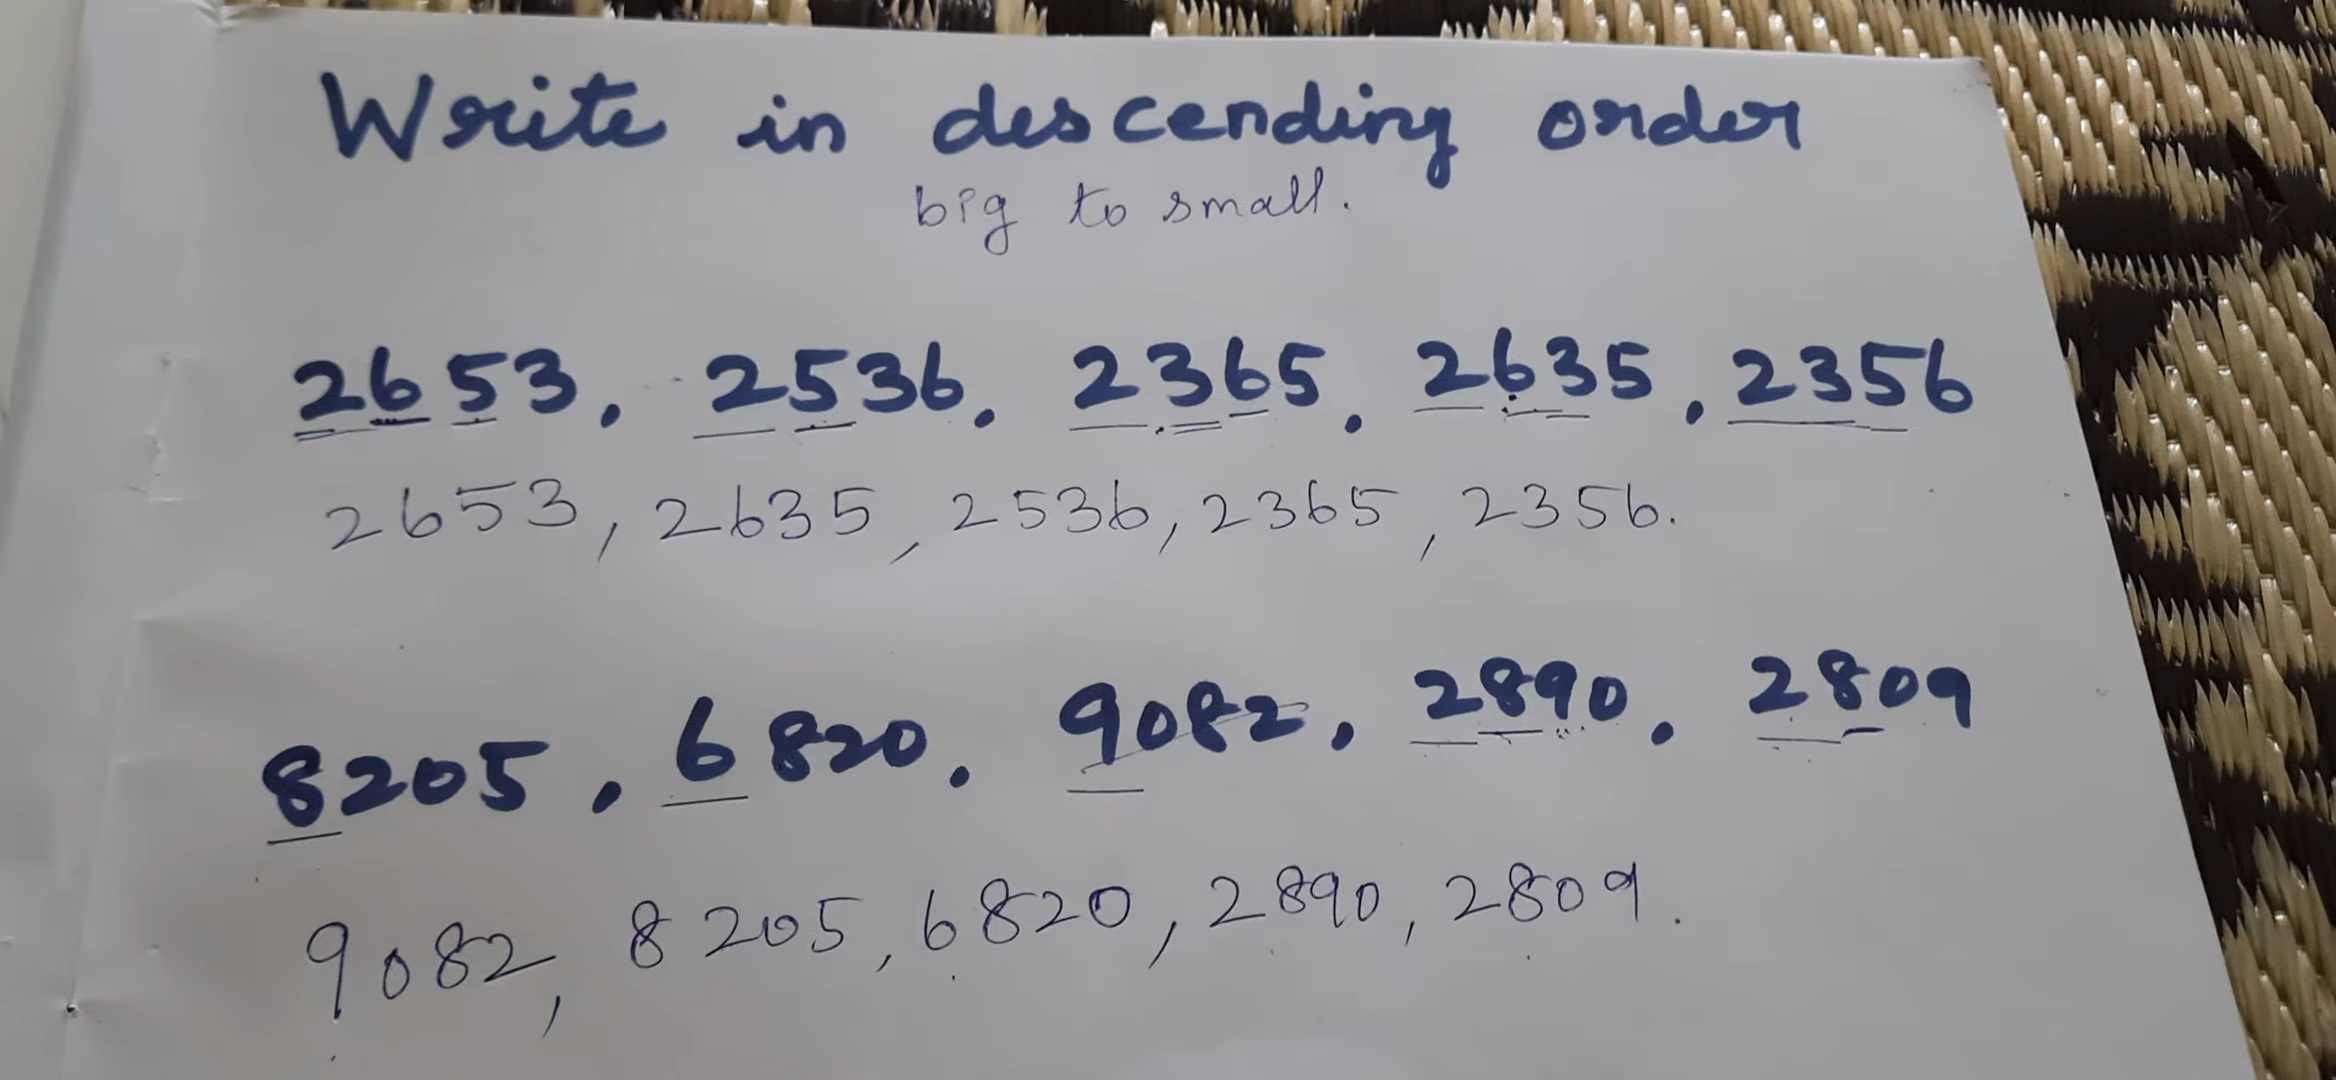 Write in descending order
big to small.
2653, 2536, 2365, 2635, 2356
2653, 2635, 2536, 2365, 2356.
8205, 6820, 9082, 2890, 2809
9082, 8205, 6820, 2890, 2809.